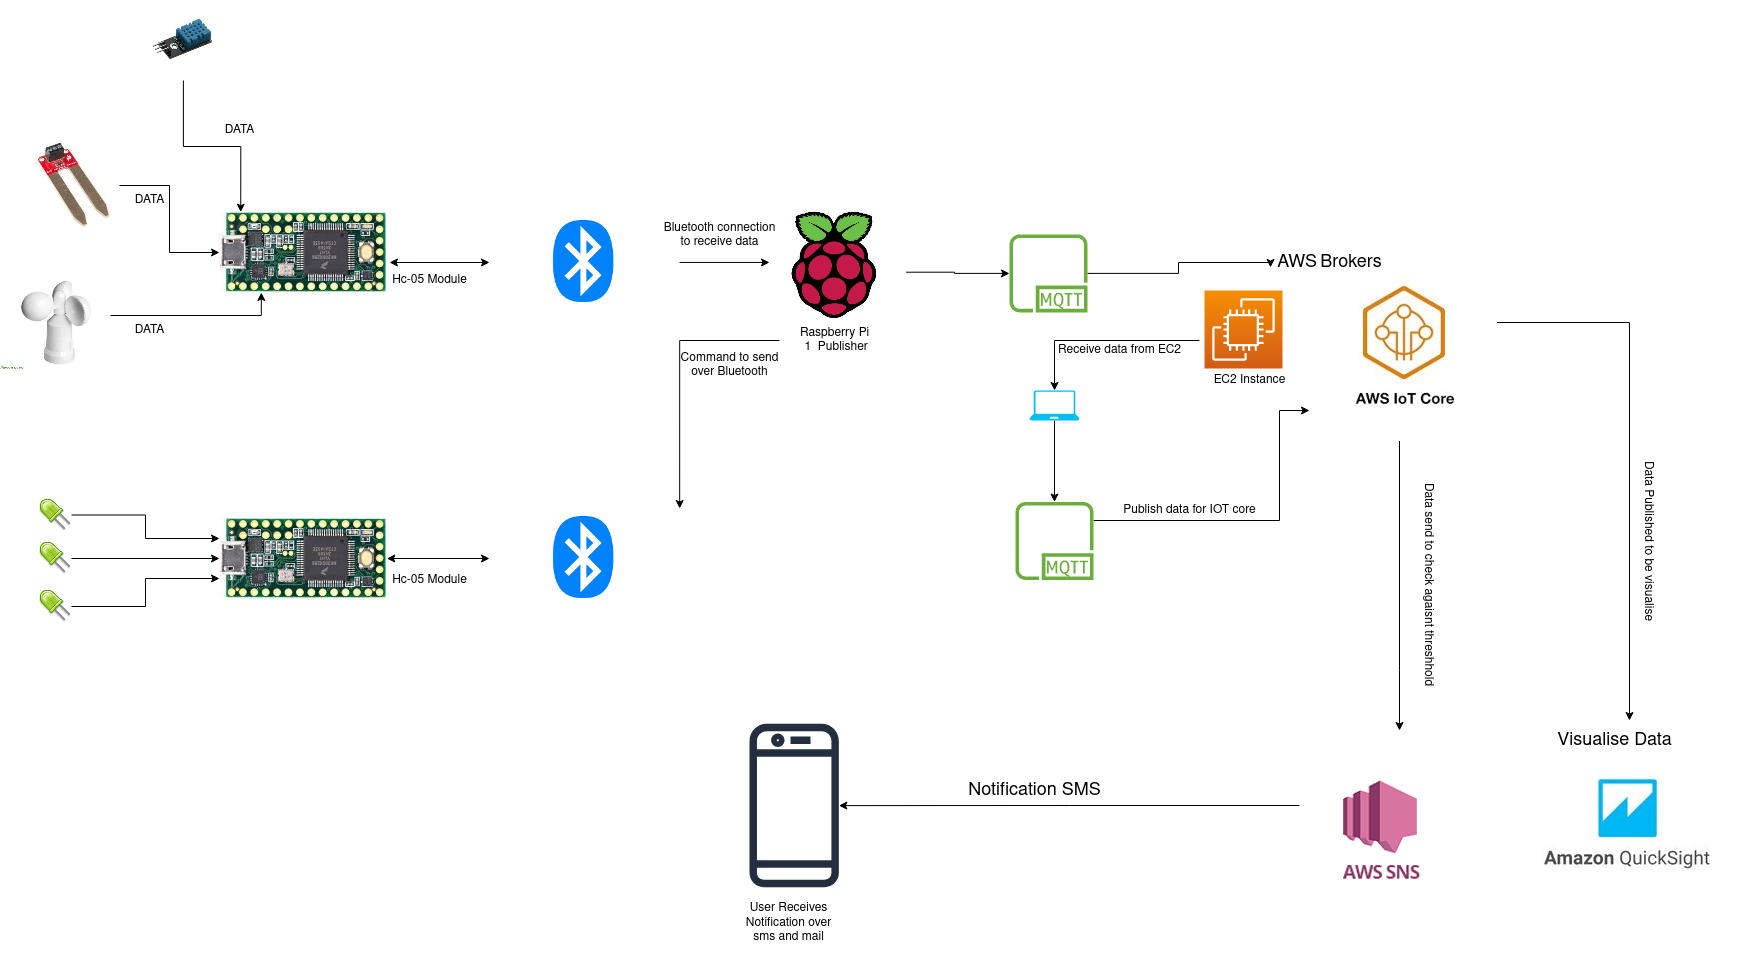 DATA
DATA
DATA
Hc-05 Module
Bluetooth connection
to receive data
Raspberry Pi
1 Publisher
Command to send
over Bluetooth
MQTT
AWS Brokers
EC2 Instance
Receive data from EC2
AWS IoT Core
Hc-05 Module
MQTT
Publish data for IOT core
Data send to check agaisnt threshhold
Data Published to be visualise
Visualise Data
Amazon QuickSight
AWS SNS
Notification SMS
User Receives
Notification over
sms and mail